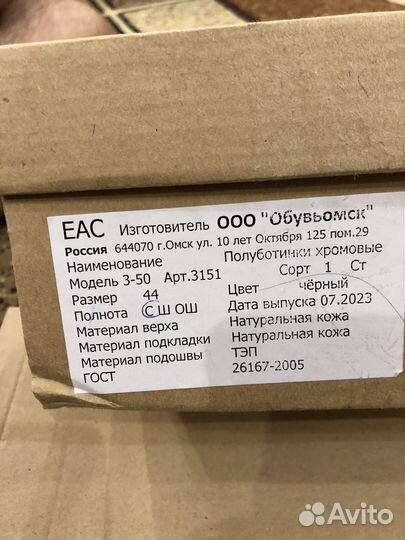 ЕАС Изготовитель ООО "Обувьомск"
Россия 644070 г.Омск ул. 10 лет Октября 125 пом.29
Наименование Полуботинки хромовые
Модель 3-50 Арт.3151 Сорт 1 Ст
Размер 44 Цвет чёрный
Полнота С Ш ОШ Дата выпуска 07.2023
Материал верха Натуральная кожа
Материал подкладки Натуральная кожа
Материал подошвы ТЭП
ГОСТ 26167-2005
Avito